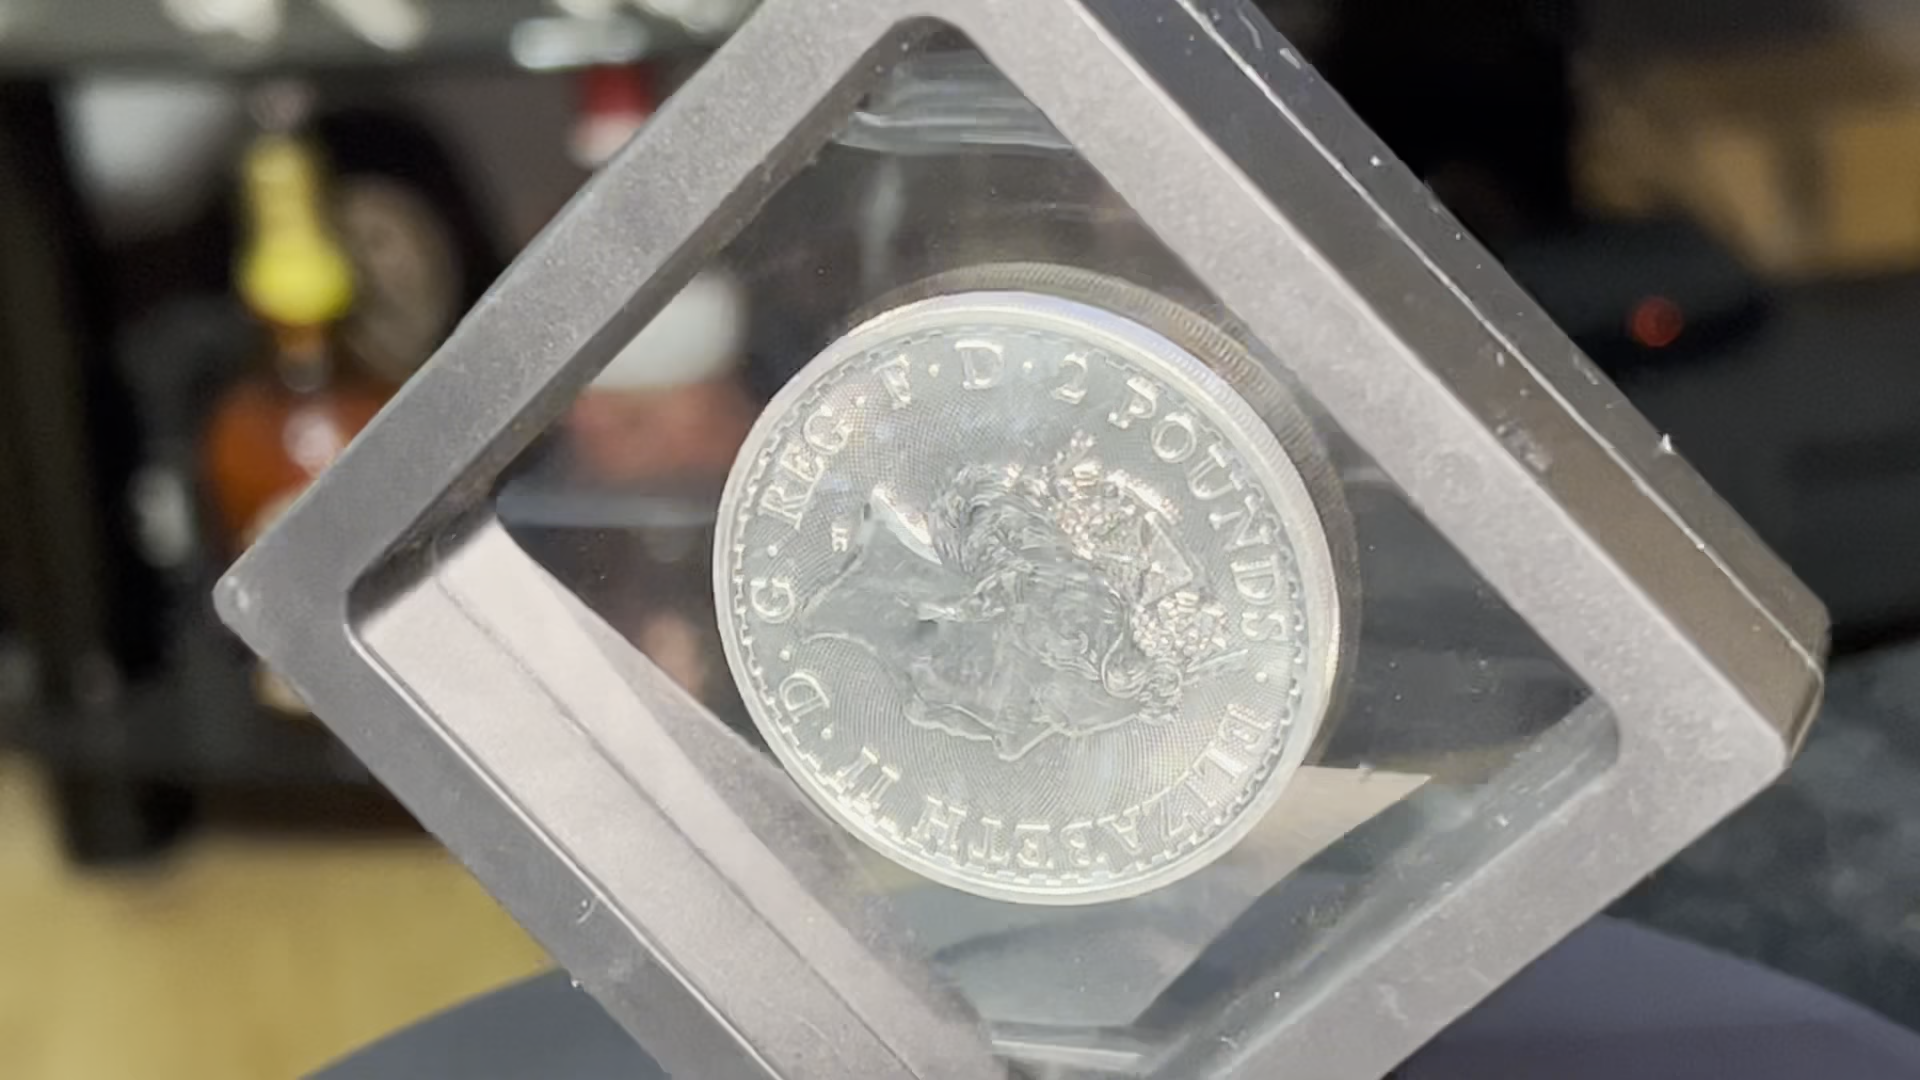 ELIZABETH II · D · G · REG · F · D · 2 POUNDS ·